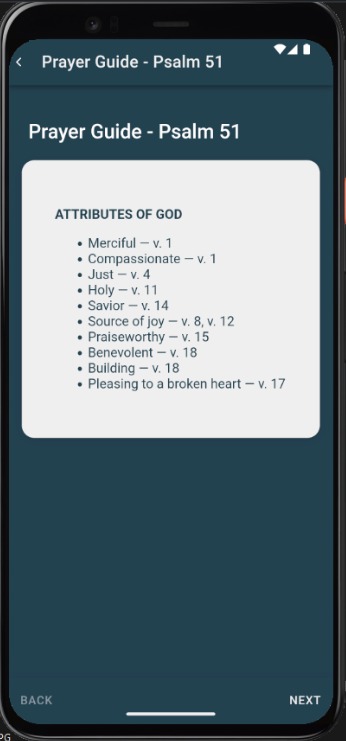 Prayer Guide - Psalm 51
Prayer Guide - Psalm 51
ATTRIBUTES OF GOD
• Merciful — v. 1
• Compassionate — v. 1
• Just — v. 4
• Holy — v. 11
• Savior — v. 14
• Source of joy — v. 8, v. 12
• Praiseworthy — v. 15
• Benevolent — v. 18
• Building — v. 18
• Pleasing to a broken heart — v. 17
BACK NEXT
PG